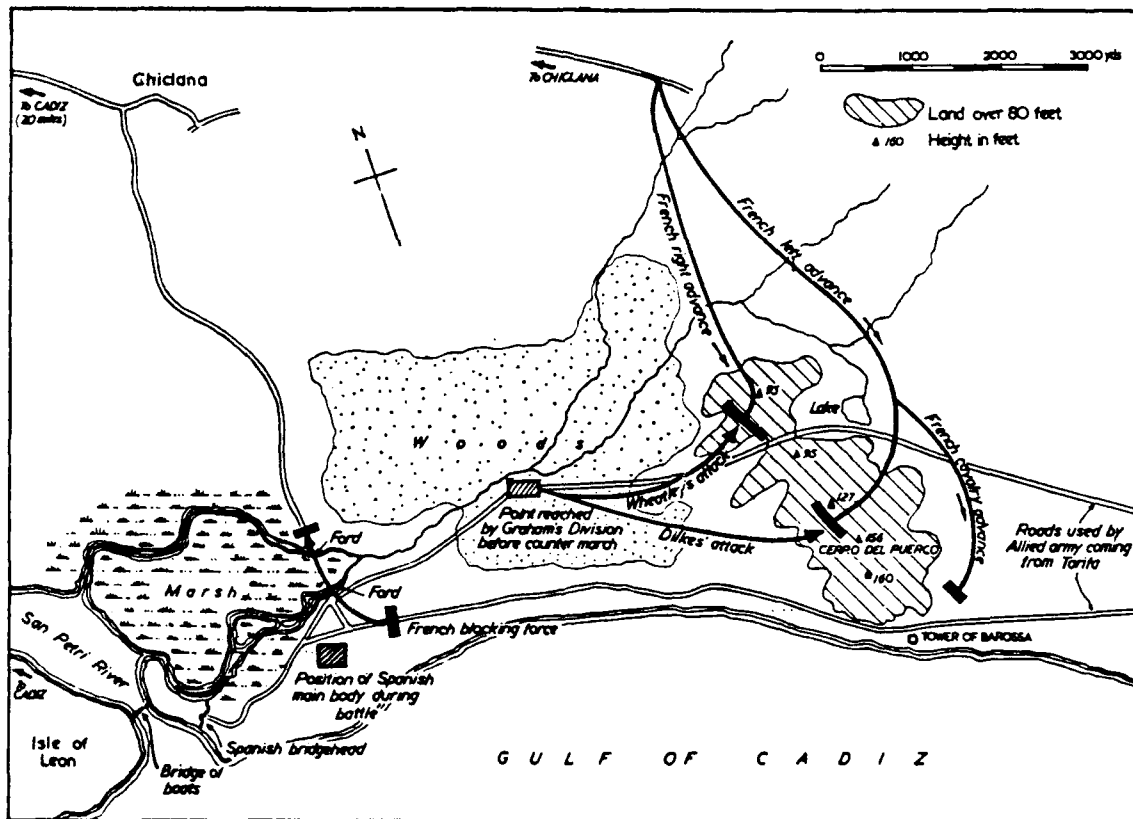 Chiclana
To CADIZ
(20 miles)
To CHICLANA
0 1000 2000 3000 yds
Land over 80 feet
▲ 160 Height in feet
N
French right advance
French left advance
French cavalry advance
Woods
95
Lake
95
Wheatley's attack
Point reached
by Graham's Division
before counter march
Dilkes' attack
127
156
CERRO DEL PUERCO
160
Roads used by
Allied army coming
from Tarifa
TOWER OF BAROSSA
Ford
Ford
Marsh
French blocking force
San Petri River
To
CADIZ
Position of Spanish
main body during
battle
Spanish bridgehead
Isle of
Leon
Bridge of
boats
GULF OF CADIZ